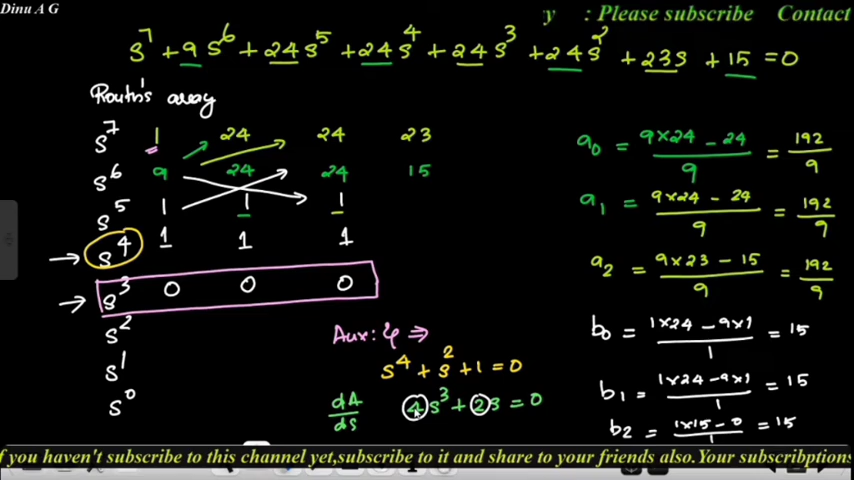 Dinu A G
y : Please subscribe Contact
s⁷ + 9s⁶ + 24s⁵ + 24s⁴ + 24s³ + 24s² + 23s + 15 = 0
Routh's array
s⁷ 1 24 24 23
s⁶ 9 24 24 15
s⁵ 1 1 1
s⁴ 1 1 1
s³ 0 0 0
s²
s¹
s⁰
a₀ = (9×24 − 24)/9 = 192/9
a₁ = (9×24 − 24)/9 = 192/9
a₂ = (9×23 − 15)/9 = 192/9
b₀ = (1×24 − 9×1)/1 = 15
b₁ = (1×24 − 9×1)/1 = 15
b₂ = (1×15 − 0)/1 = 15
s⁴ + s² + 1 = 0
dA/ds 4s³ + 2s = 0
f you haven't subscribe to this channel yet,subscribe to it and share to your friends also.Your subscribptions